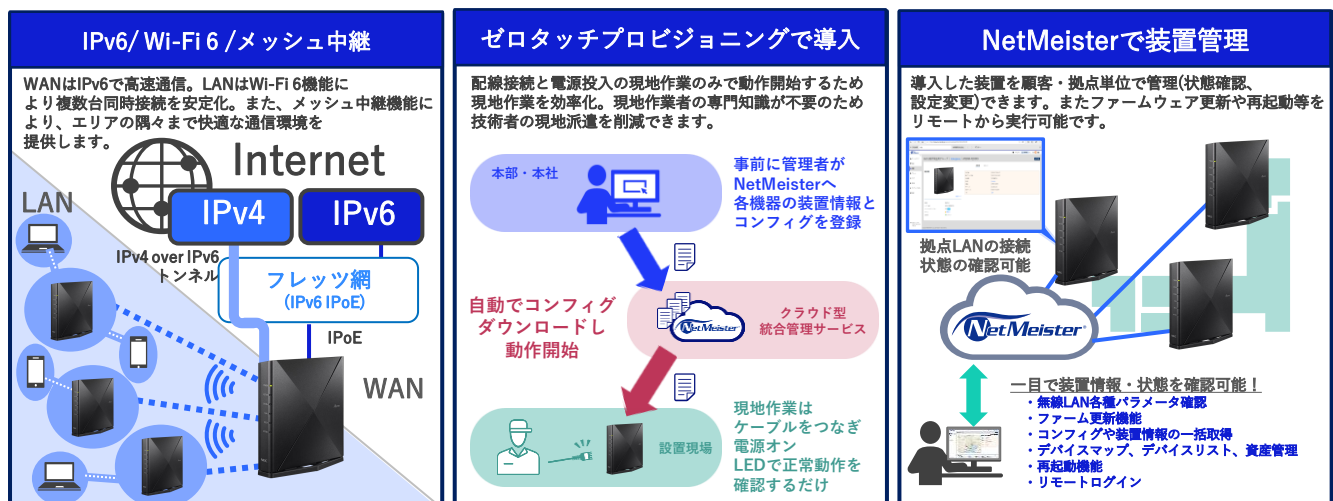 IPv6/ Wi-Fi 6 /メッシュ中継
WANはIPv6で高速通信。LANはWi-Fi 6機能に
より複数台同時接続を安定化。また、メッシュ中継機能に
より、エリアの隅々まで快適な通信環境を
提供します。
Internet
LAN
IPv4
IPv6
IPv4 over IPv6
トンネル
フレッツ網
(IPv6 IPoE)
IPoE
WAN
ゼロタッチプロビジョニングで導入
配線接続と電源投入の現地作業のみで動作開始するため
現地作業を効率化。現地作業者の専門知識が不要のため
技術者の現地派遣を削減できます。
本部・本社
事前に管理者が
NetMeisterへ
各機器の装置情報と
コンフィグを登録
自動でコンフィグ
ダウンロードし
動作開始
NetMeister
クラウド型
統合管理サービス
設置現場
現地作業は
ケーブルをつなぎ
電源オン
LEDで正常動作を
確認するだけ
NetMeisterで装置管理
導入した装置を顧客・拠点単位で管理(状態確認、
設定変更)できます。またファームウェア更新や再起動等を
リモートから実行可能です。
拠点LANの接続
状態の確認可能
NetMeister®
一目で装置情報・状態を確認可能！
・無線LAN各種パラメータ確認
・ファーム更新機能
・コンフィグや装置情報の一括取得
・デバイスマップ、デバイスリスト、資産管理
・再起動機能
・リモートログイン